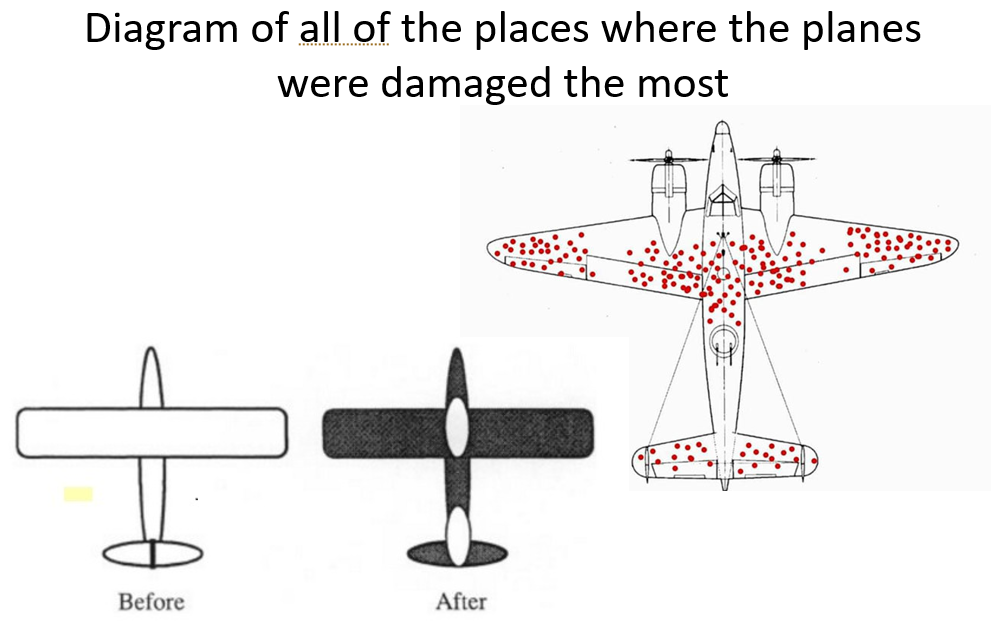 Diagram of all of the places where the planes
were damaged the most
Before
After